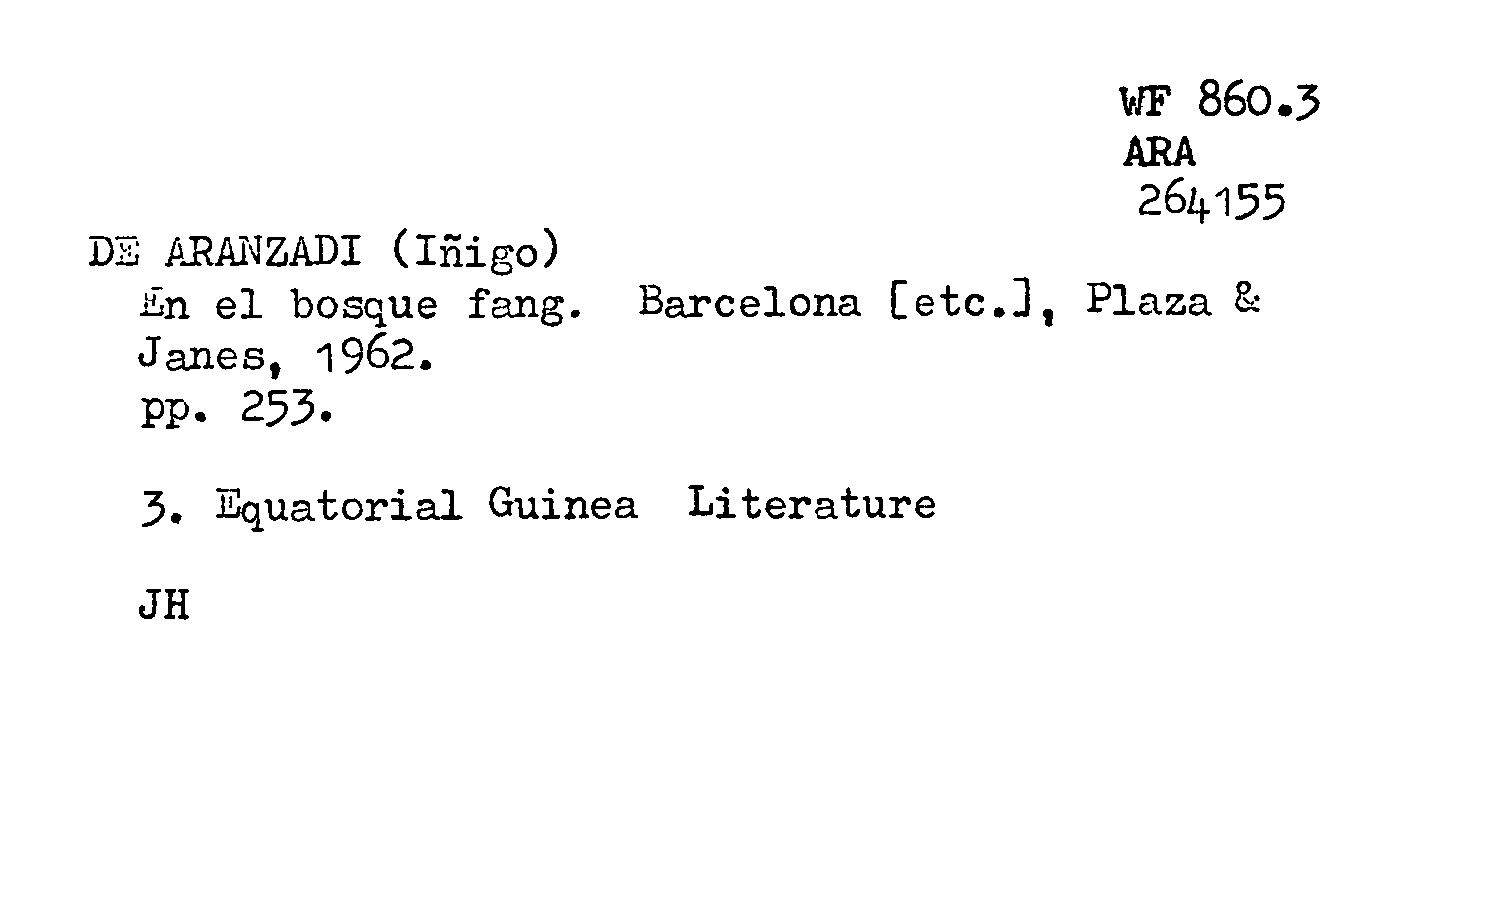 WF 860.3
ARA
264155
DE ARANZADI (Iñigo)
En el bosque fang. Barcelona [etc.], Plaza &
Janes, 1962.
pp. 253.
3. Equatorial Guinea Literature
JH